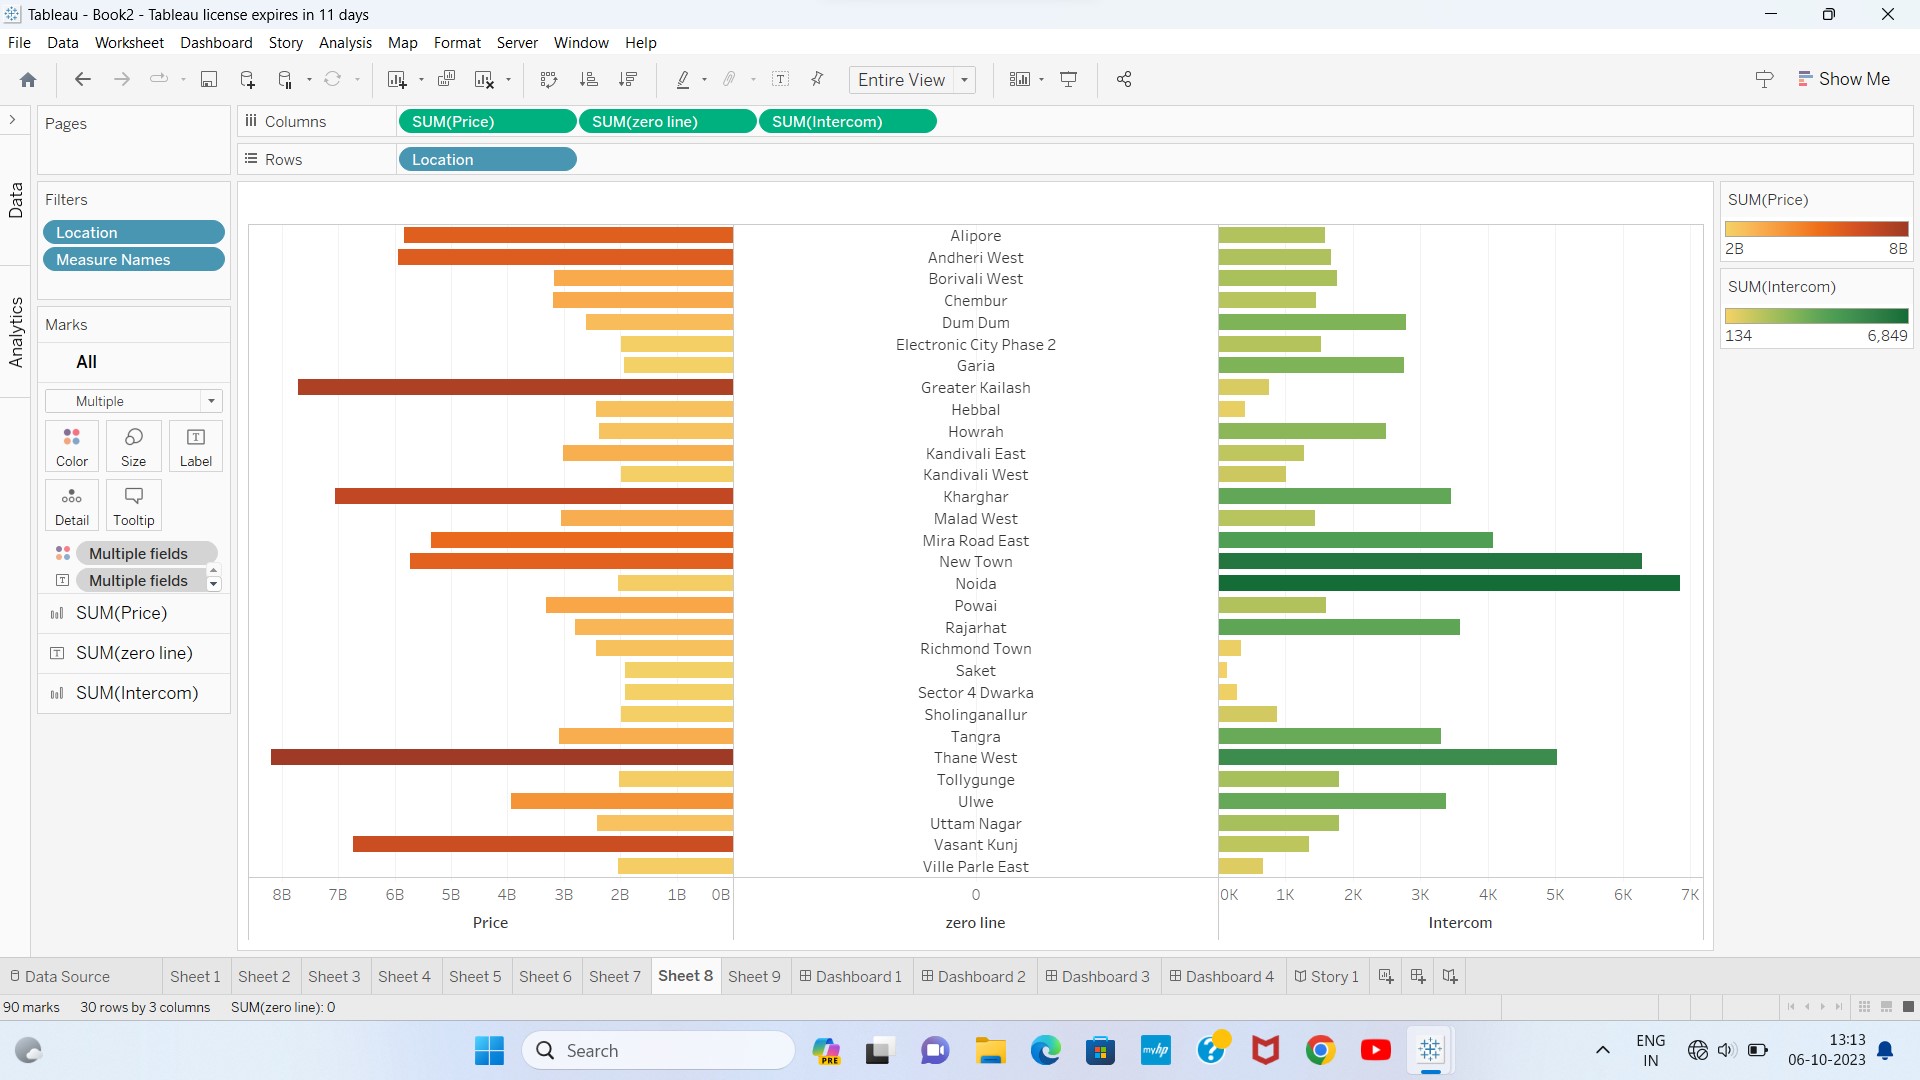 Tableau - Book2 - Tableau license expires in 11 days
File Data Worksheet Dashboard Story Analysis Map Format Server Window Help
Entire View
Show Me
Pages
iii Columns
SUM(Price)
SUM(zero line)
SUM(Intercom)
Rows
Location
Data
Analytics
Filters
Location
Measure Names
Marks
All
Multiple
Color
Size
Label
Detail
Tooltip
Multiple fields
Multiple fields
SUM(Price)
SUM(zero line)
SUM(Intercom)
Alipore
Andheri West
Borivali West
Chembur
Dum Dum
Electronic City Phase 2
Garia
Greater Kailash
Hebbal
Howrah
Kandivali East
Kandivali West
Kharghar
Malad West
Mira Road East
New Town
Noida
Powai
Rajarhat
Richmond Town
Saket
Sector 4 Dwarka
Sholinganallur
Tangra
Thane West
Tollygunge
Ulwe
Uttam Nagar
Vasant Kunj
Ville Parle East
8B 7B 6B 5B 4B 3B 2B 1B 0B
0
0K 1K 2K 3K 4K 5K 6K 7K
Price
zero line
Intercom
SUM(Price)
2B 8B
SUM(Intercom)
134 6,849
Data Source Sheet 1 Sheet 2 Sheet 3 Sheet 4 Sheet 5 Sheet 6 Sheet 7 Sheet 8 Sheet 9 Dashboard 1 Dashboard 2 Dashboard 3 Dashboard 4 Story 1
90 marks 30 rows by 3 columns SUM(zero line): 0
Search
PRE
myhp
ENG
IN
13:13
06-10-2023